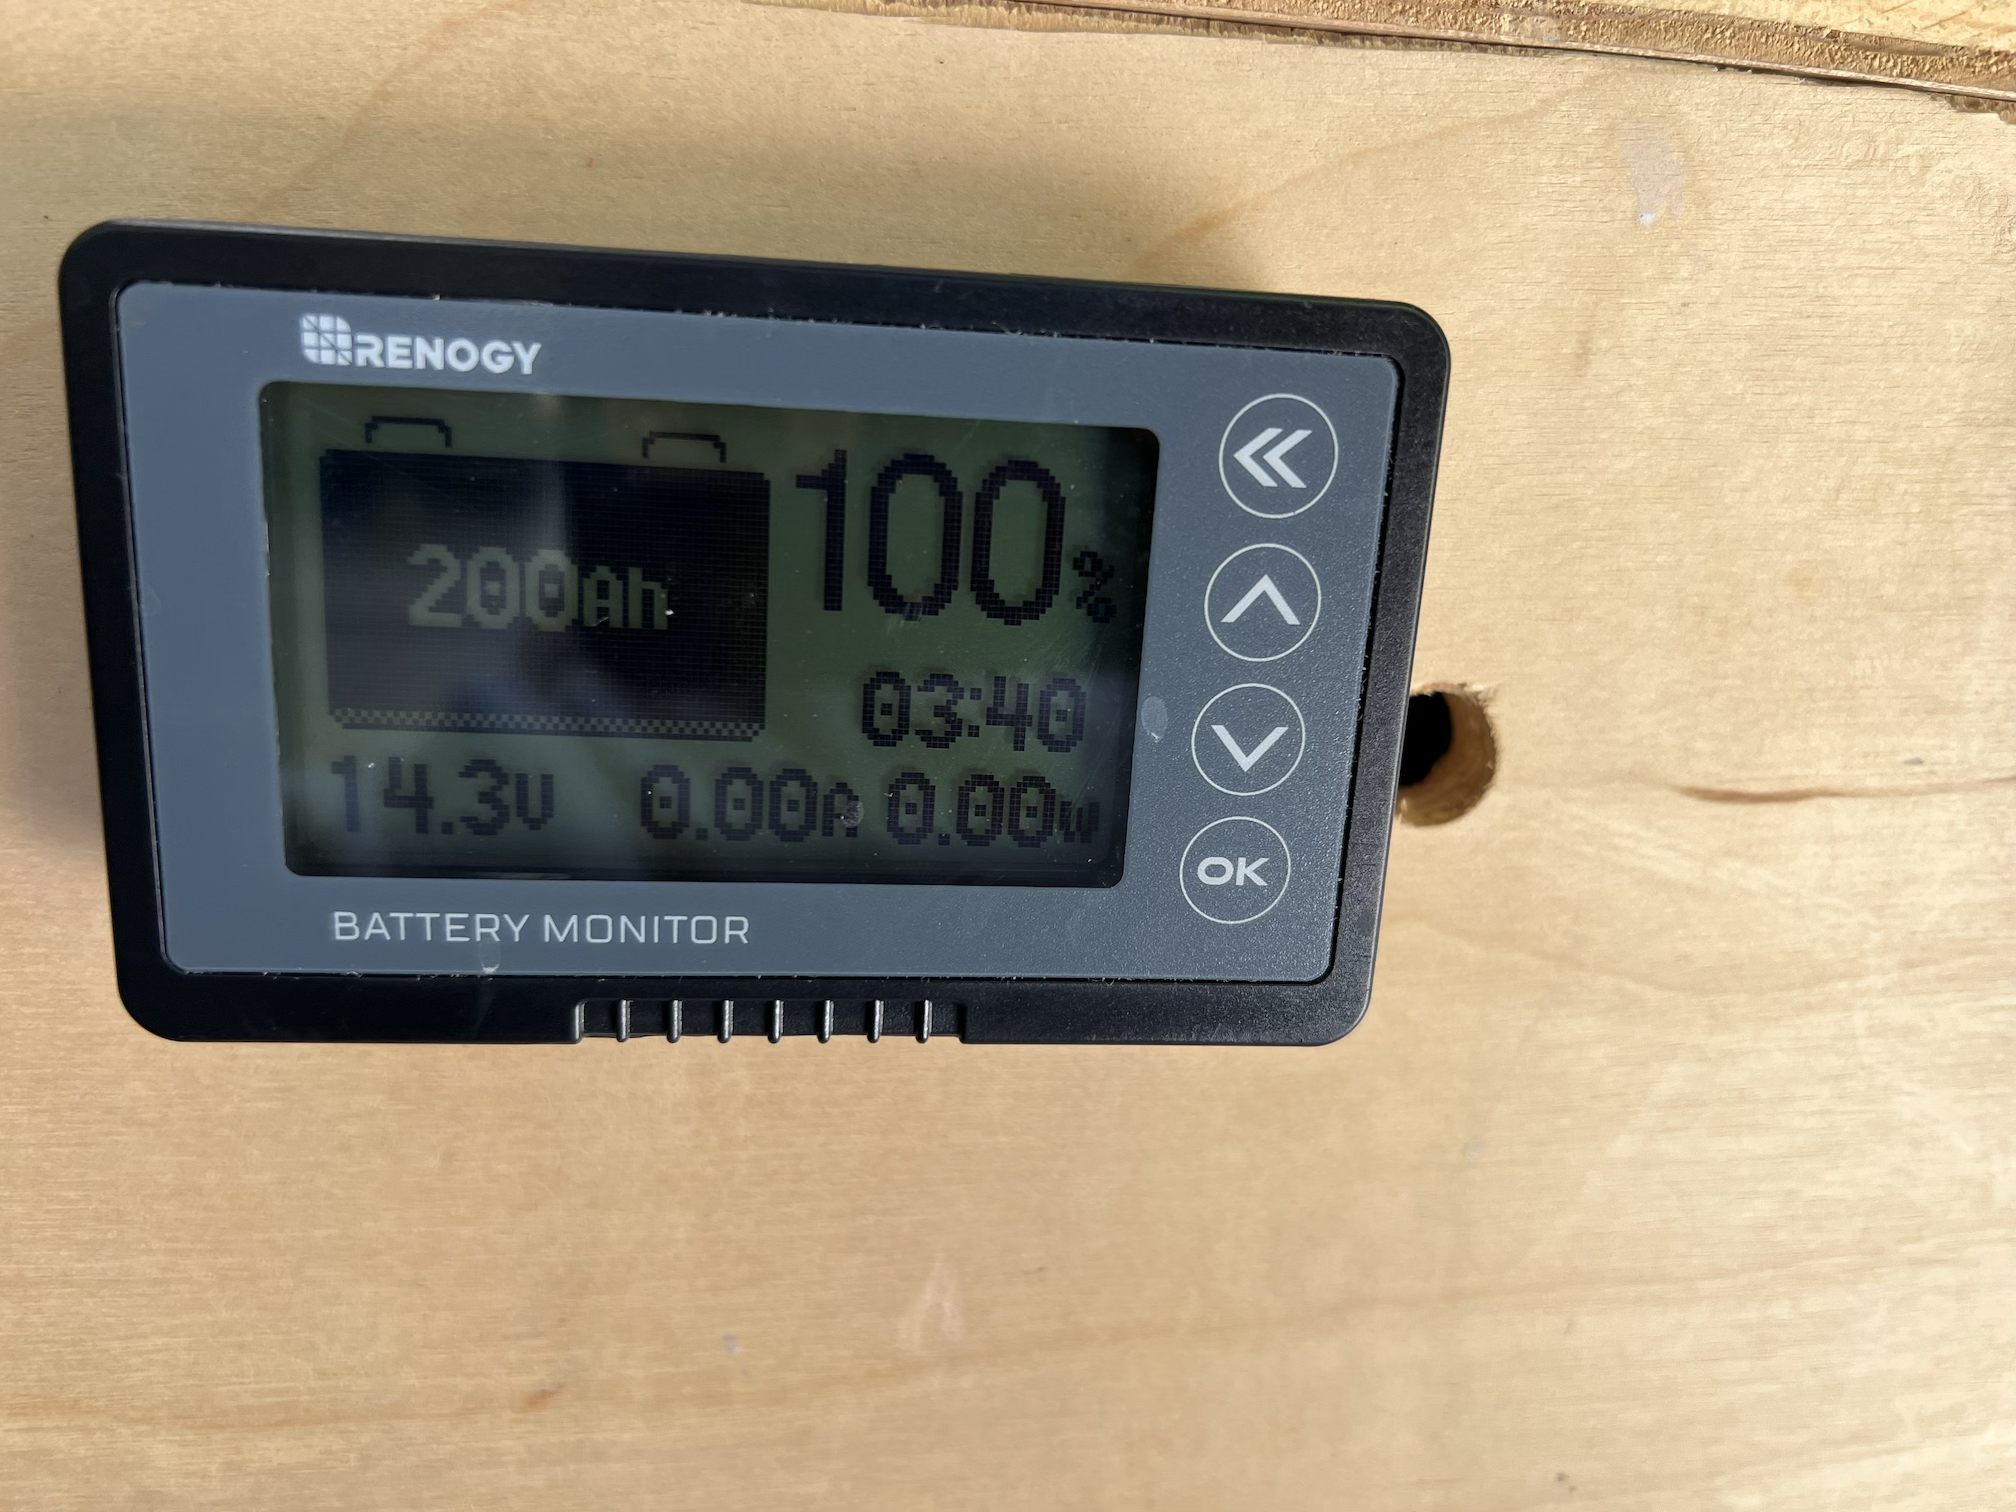 RENOGY
100%
200Ah
03:40
14.3V 0.00A 0.00W
OK
BATTERY MONITOR